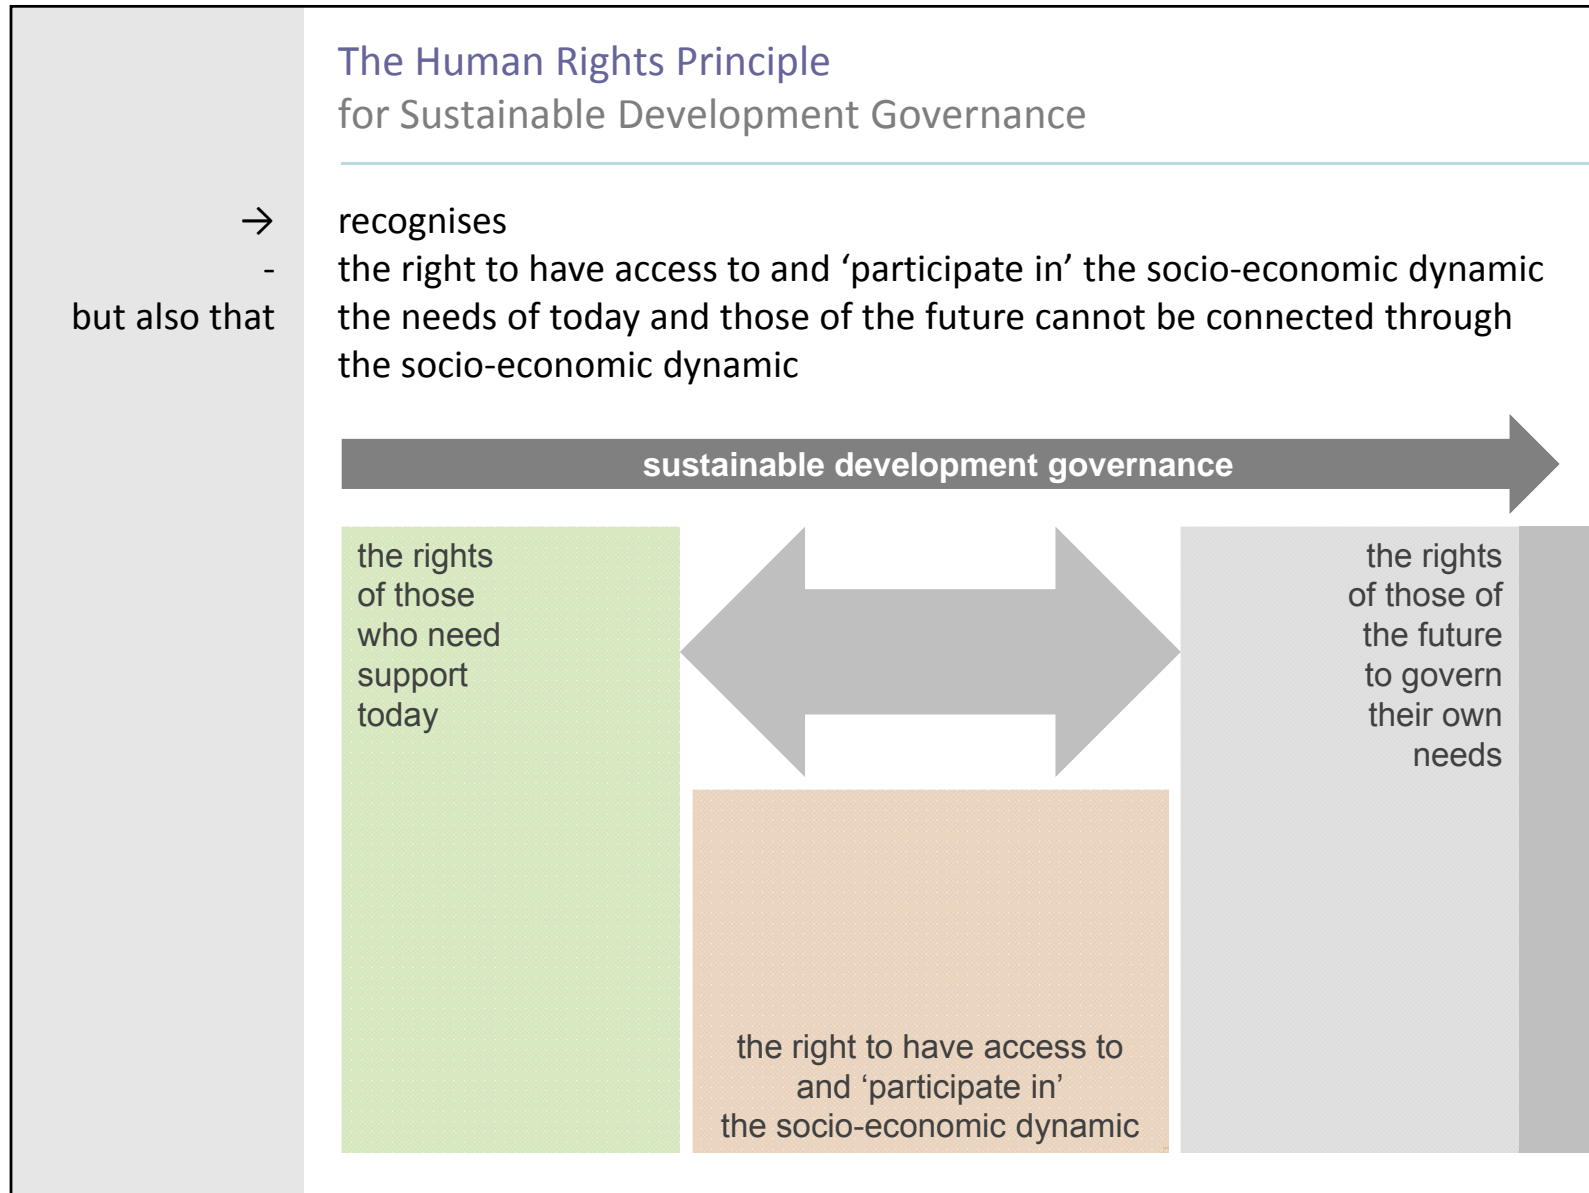 The Human Rights Principle
for Sustainable Development Governance
→ recognises
- the right to have access to and ‘participate in’ the socio-economic dynamic
but also that the needs of today and those of the future cannot be connected through
the socio-economic dynamic
sustainable development governance
the rights
of those
who need
support
today
the rights
of those of
the future
to govern
their own
needs
the right to have access to
and ‘participate in’
the socio-economic dynamic